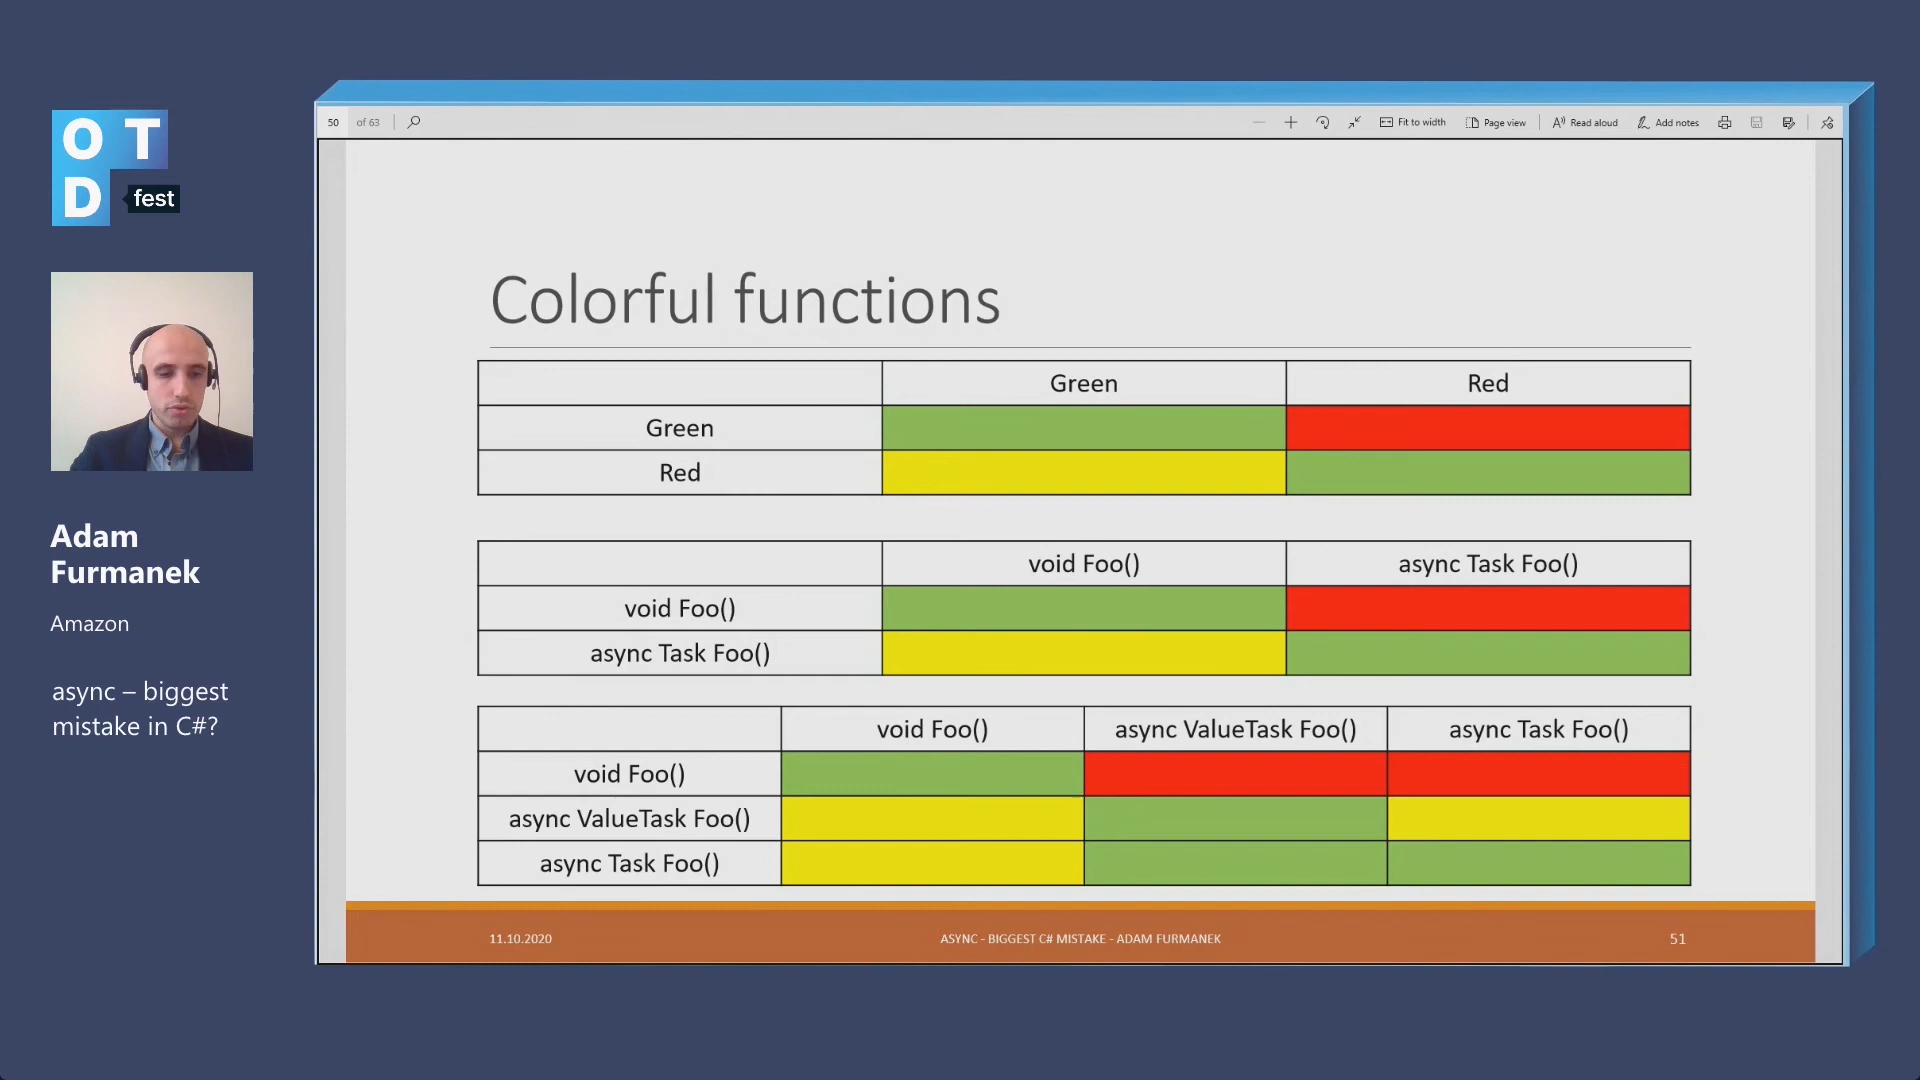 O T
D fest
Adam
Furmanek
Amazon
async – biggest
mistake in C#?
50 of 63 Fit to width Page view Read aloud Add notes
Colorful functions
Green Red
Green
Red
void Foo() async Task Foo()
void Foo()
async Task Foo()
void Foo() async ValueTask Foo() async Task Foo()
void Foo()
async ValueTask Foo()
async Task Foo()
11.10.2020 ASYNC - BIGGEST C# MISTAKE - ADAM FURMANEK 51